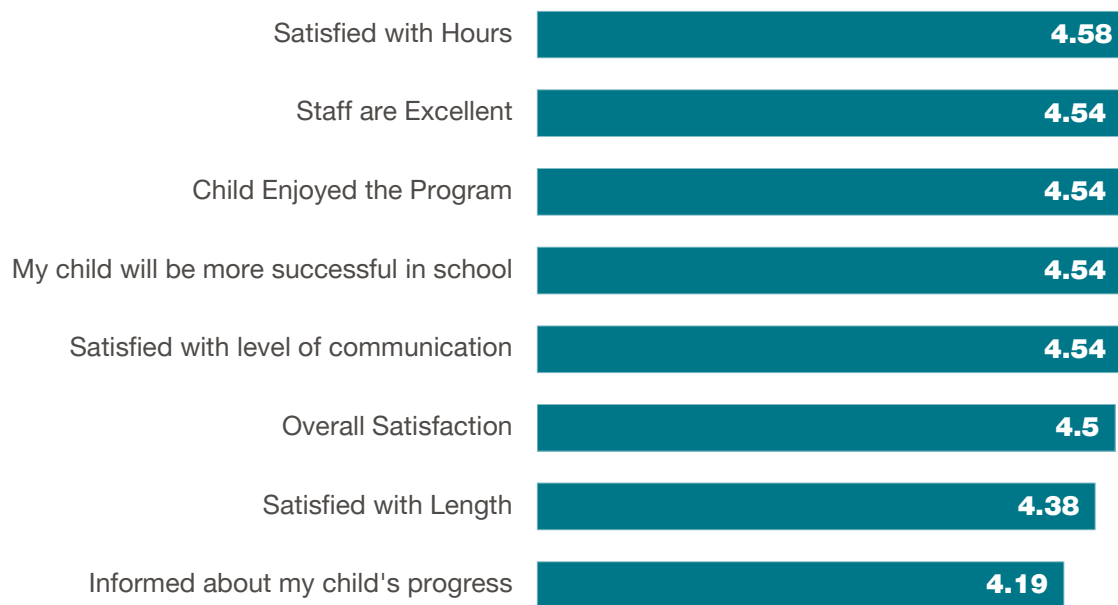 Satisfied with Hours 4.58
Staff are Excellent 4.54
Child Enjoyed the Program 4.54
My child will be more successful in school 4.54
Satisfied with level of communication 4.54
Overall Satisfaction 4.5
Satisfied with Length 4.38
Informed about my child's progress 4.19